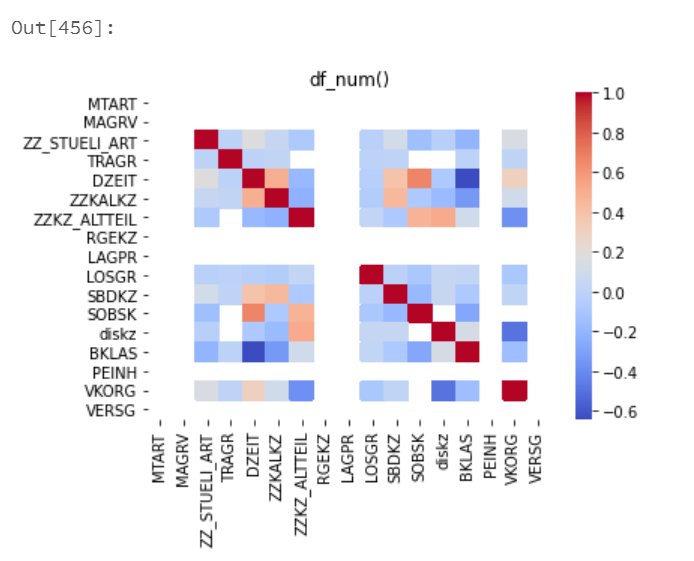 Out[456]:
df_num()
MTART
MAGRV
ZZ_STUELI_ART
TRAGR
DZEIT
ZZKALKZ
ZZKZ_ALTTEIL
RGEKZ
LAGPR
LOSGR
SBDKZ
SOBSK
diskz
BKLAS
PEINH
VKORG
VERSG
MTART
MAGRV
ZZ_STUELI_ART
TRAGR
DZEIT
ZZKALKZ
ZZKZ_ALTTEIL
RGEKZ
LAGPR
LOSGR
SBDKZ
SOBSK
diskz
BKLAS
PEINH
VKORG
VERSG
1.0
0.8
0.6
0.4
0.2
0.0
−0.2
−0.4
−0.6